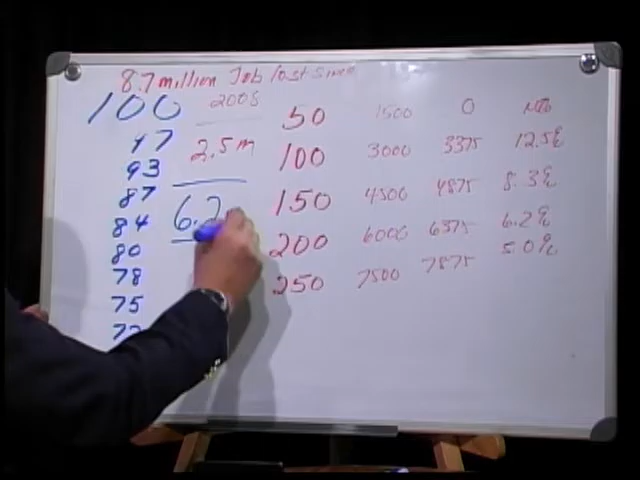 8.7 million Job lost since
2008
100 50 1500 0
47 2.5m 100 3000 3375 12.5%
93
87 6.2 150 4500 4875 8.3%
84 200 6000 6375 6.2%
80 250 7500 7875 5.0%
78
75